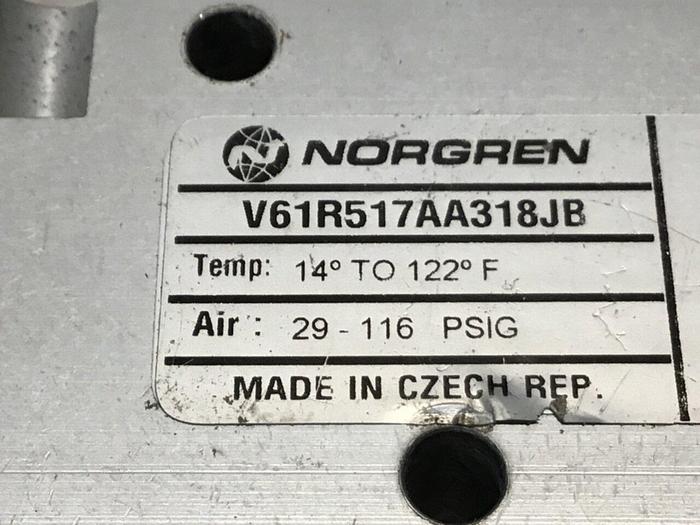 NORGREN
V61R517AA318JB
Temp: 14° TO 122° F
Air : 29 - 116 PSIG
MADE IN CZECH REP.